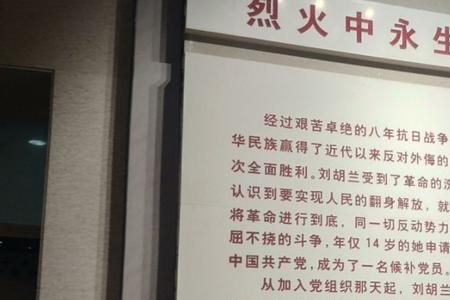 烈火中永生
经过艰苦卓绝的八年抗日战争
华民族赢得了近代以来反对外侮的
次全面胜利。刘胡兰受到了革命的洗
认识到要实现人民的翻身解放，就
将革命进行到底，同一切反动势力
屈不挠的斗争，年仅14岁的她申请
中国共产党，成为了一名候补党员。
从加入党组织那天起，刘胡兰